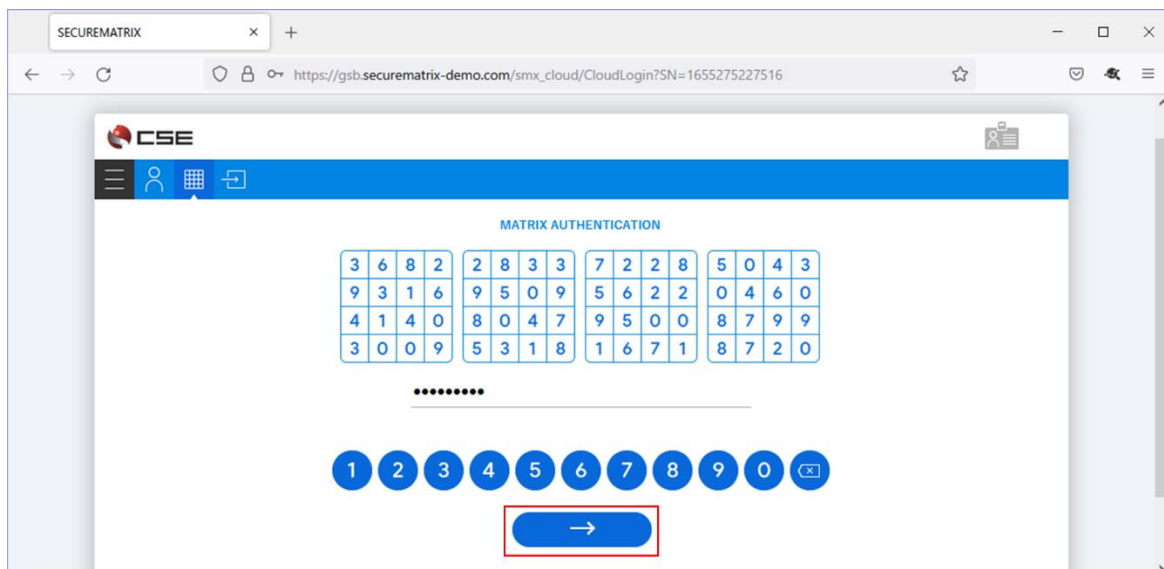 SECUREMATRIX
https://gsb.securematrix-demo.com/smx_cloud/CloudLogin?SN=1655275227516
CSE
MATRIX AUTHENTICATION
3 6 8 2 2 8 3 3 7 2 2 8 5 0 4 3
9 3 1 6 9 5 0 9 5 6 2 2 0 4 6 0
4 1 4 0 8 0 4 7 9 5 0 0 8 7 9 9
3 0 0 9 5 3 1 8 1 6 7 1 8 7 2 0
•••••••••
1 2 3 4 5 6 7 8 9 0